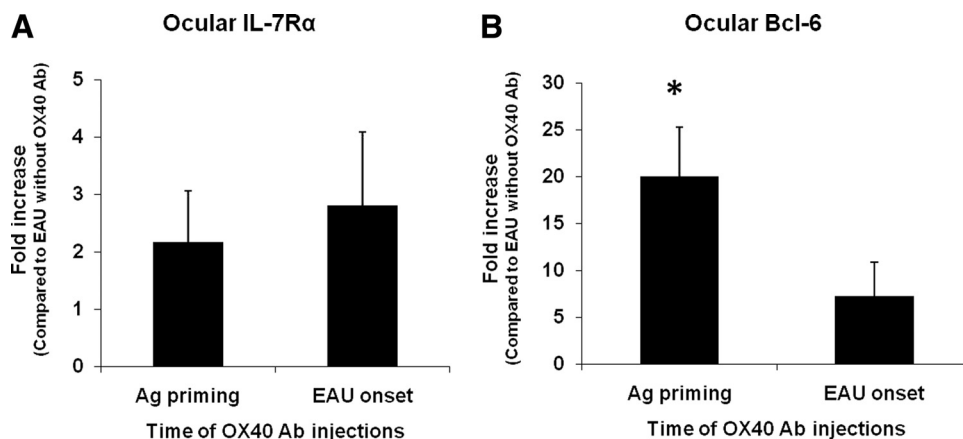 A
Ocular IL-7Rα
Fold increase
(Compared to EAU without OX40 Ab)
5
4
3
2
1
0
Ag priming
EAU onset
Time of OX40 Ab injections
B
Ocular Bcl-6
Fold increase
(Compared to EAU without OX40 Ab)
30
25
20
15
10
5
0
*
Ag priming
EAU onset
Time of OX40 Ab injections